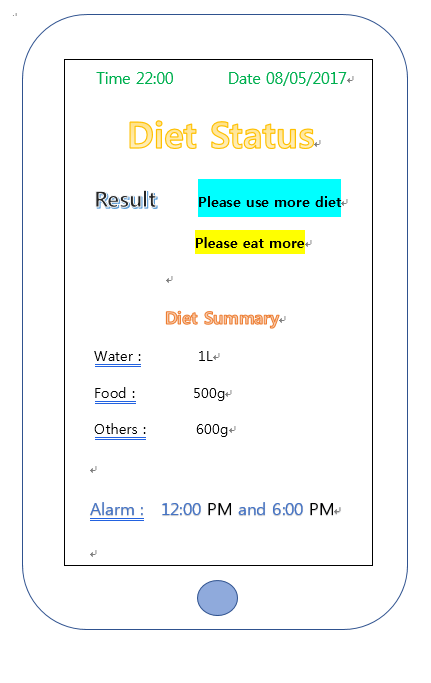 Time 22:00 Date 08/05/2017
Diet Status
Result Please use more diet
Please eat more
Diet Summary
Water : 1L
Food : 500g
Others : 600g
Alarm : 12:00 PM and 6:00 PM